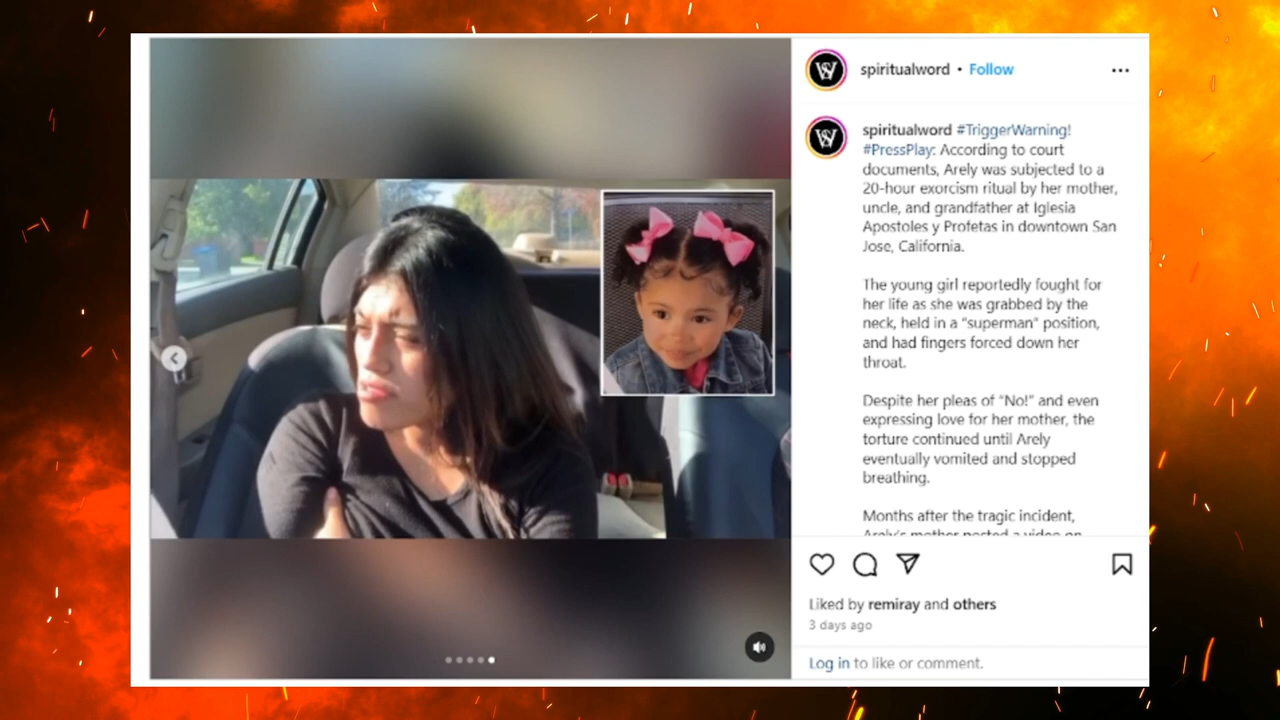 spiritualword • Follow
spiritualword #TriggerWarning!
#PressPlay: According to court
documents, Arely was subjected to a
20-hour exorcism ritual by her mother,
uncle, and grandfather at Iglesia
Apostoles y Profetas in downtown San
Jose, California.
The young girl reportedly fought for
her life as she was grabbed by the
neck, held in a “superman” position,
and had fingers forced down her
throat.
Despite her pleas of “No!” and even
expressing love for her mother, the
torture continued until Arely
eventually vomited and stopped
breathing.
Months after the tragic incident,
Arely's mother posted a video on
Liked by remiray and others
3 days ago
Log in to like or comment.